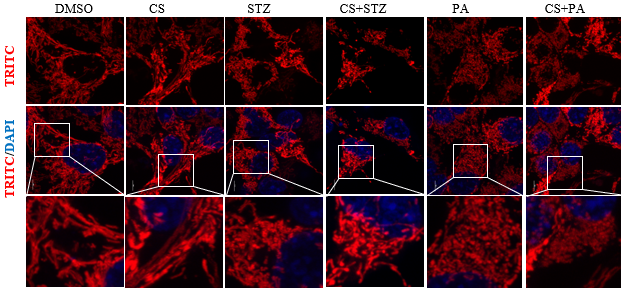 DMSO CS STZ CS+STZ PA CS+PA
TRITC
TRITC/DAPI